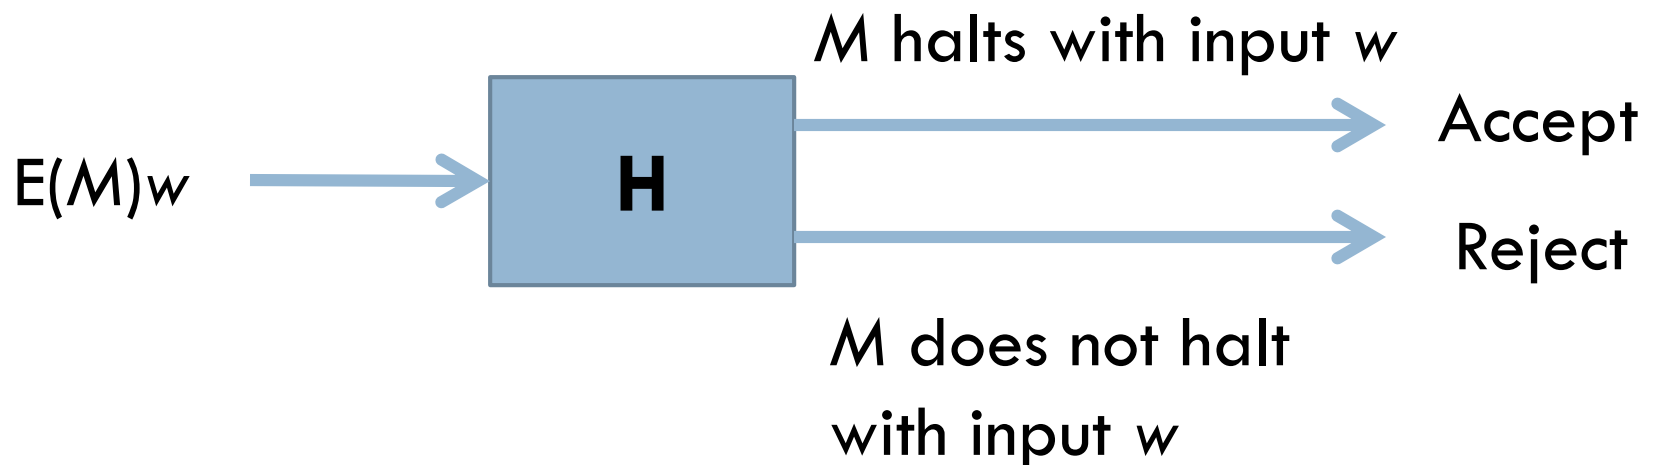 M halts with input w
Accept
E(M)w
H
Reject
M does not halt
with input w